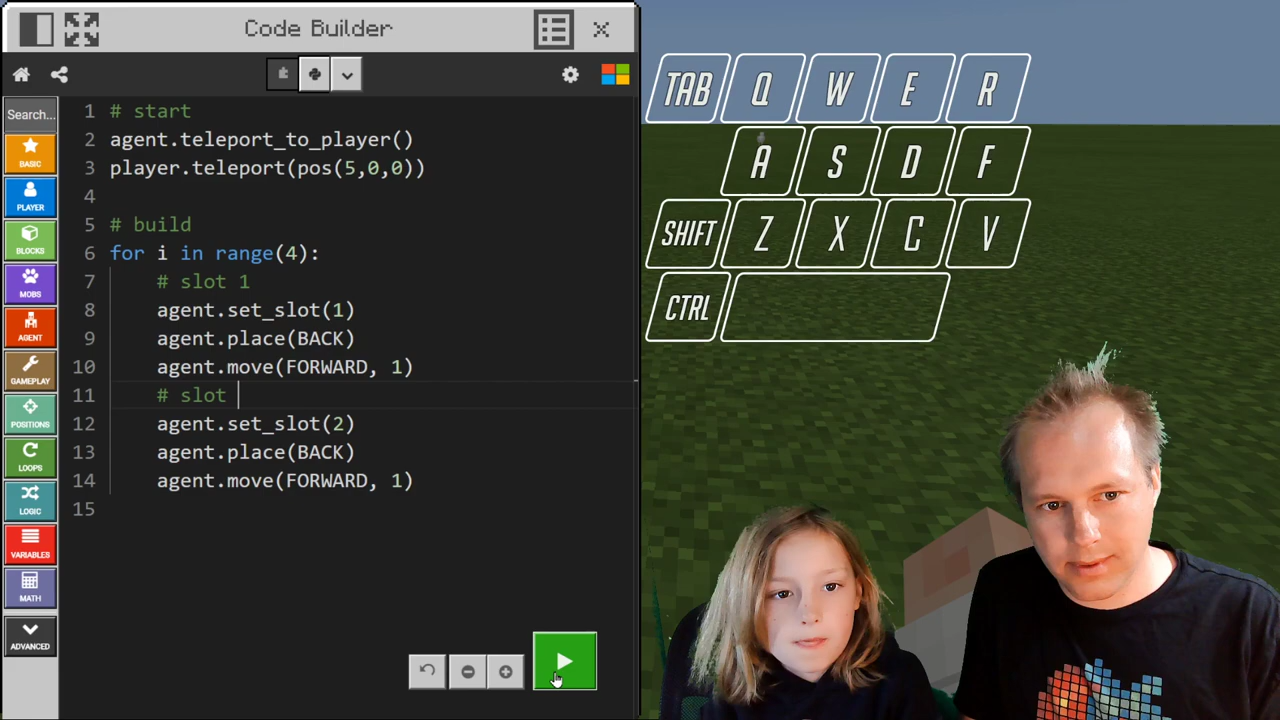 Code Builder
Search...
BASIC
PLAYER
BLOCKS
MOBS
AGENT
GAMEPLAY
POSITIONS
LOOPS
LOGIC
VARIABLES
MATH
ADVANCED
1 # start
2 agent.teleport_to_player()
3 player.teleport(pos(5,0,0))
4
5 # build
6 for i in range(4):
7 # slot 1
8 agent.set_slot(1)
9 agent.place(BACK)
10 agent.move(FORWARD, 1)
11 # slot
12 agent.set_slot(2)
13 agent.place(BACK)
14 agent.move(FORWARD, 1)
15
TAB Q W E R
A S D F
SHIFT Z X C V
CTRL